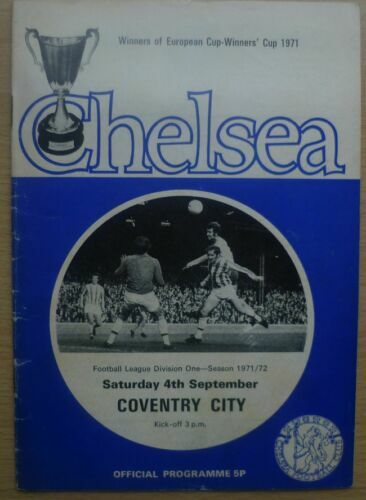 Winners of European Cup-Winners' Cup 1971
Chelsea
Football League Division One—Season 1971/72
Saturday 4th September
COVENTRY CITY
Kick-off 3 p.m.
OFFICIAL PROGRAMME 5P